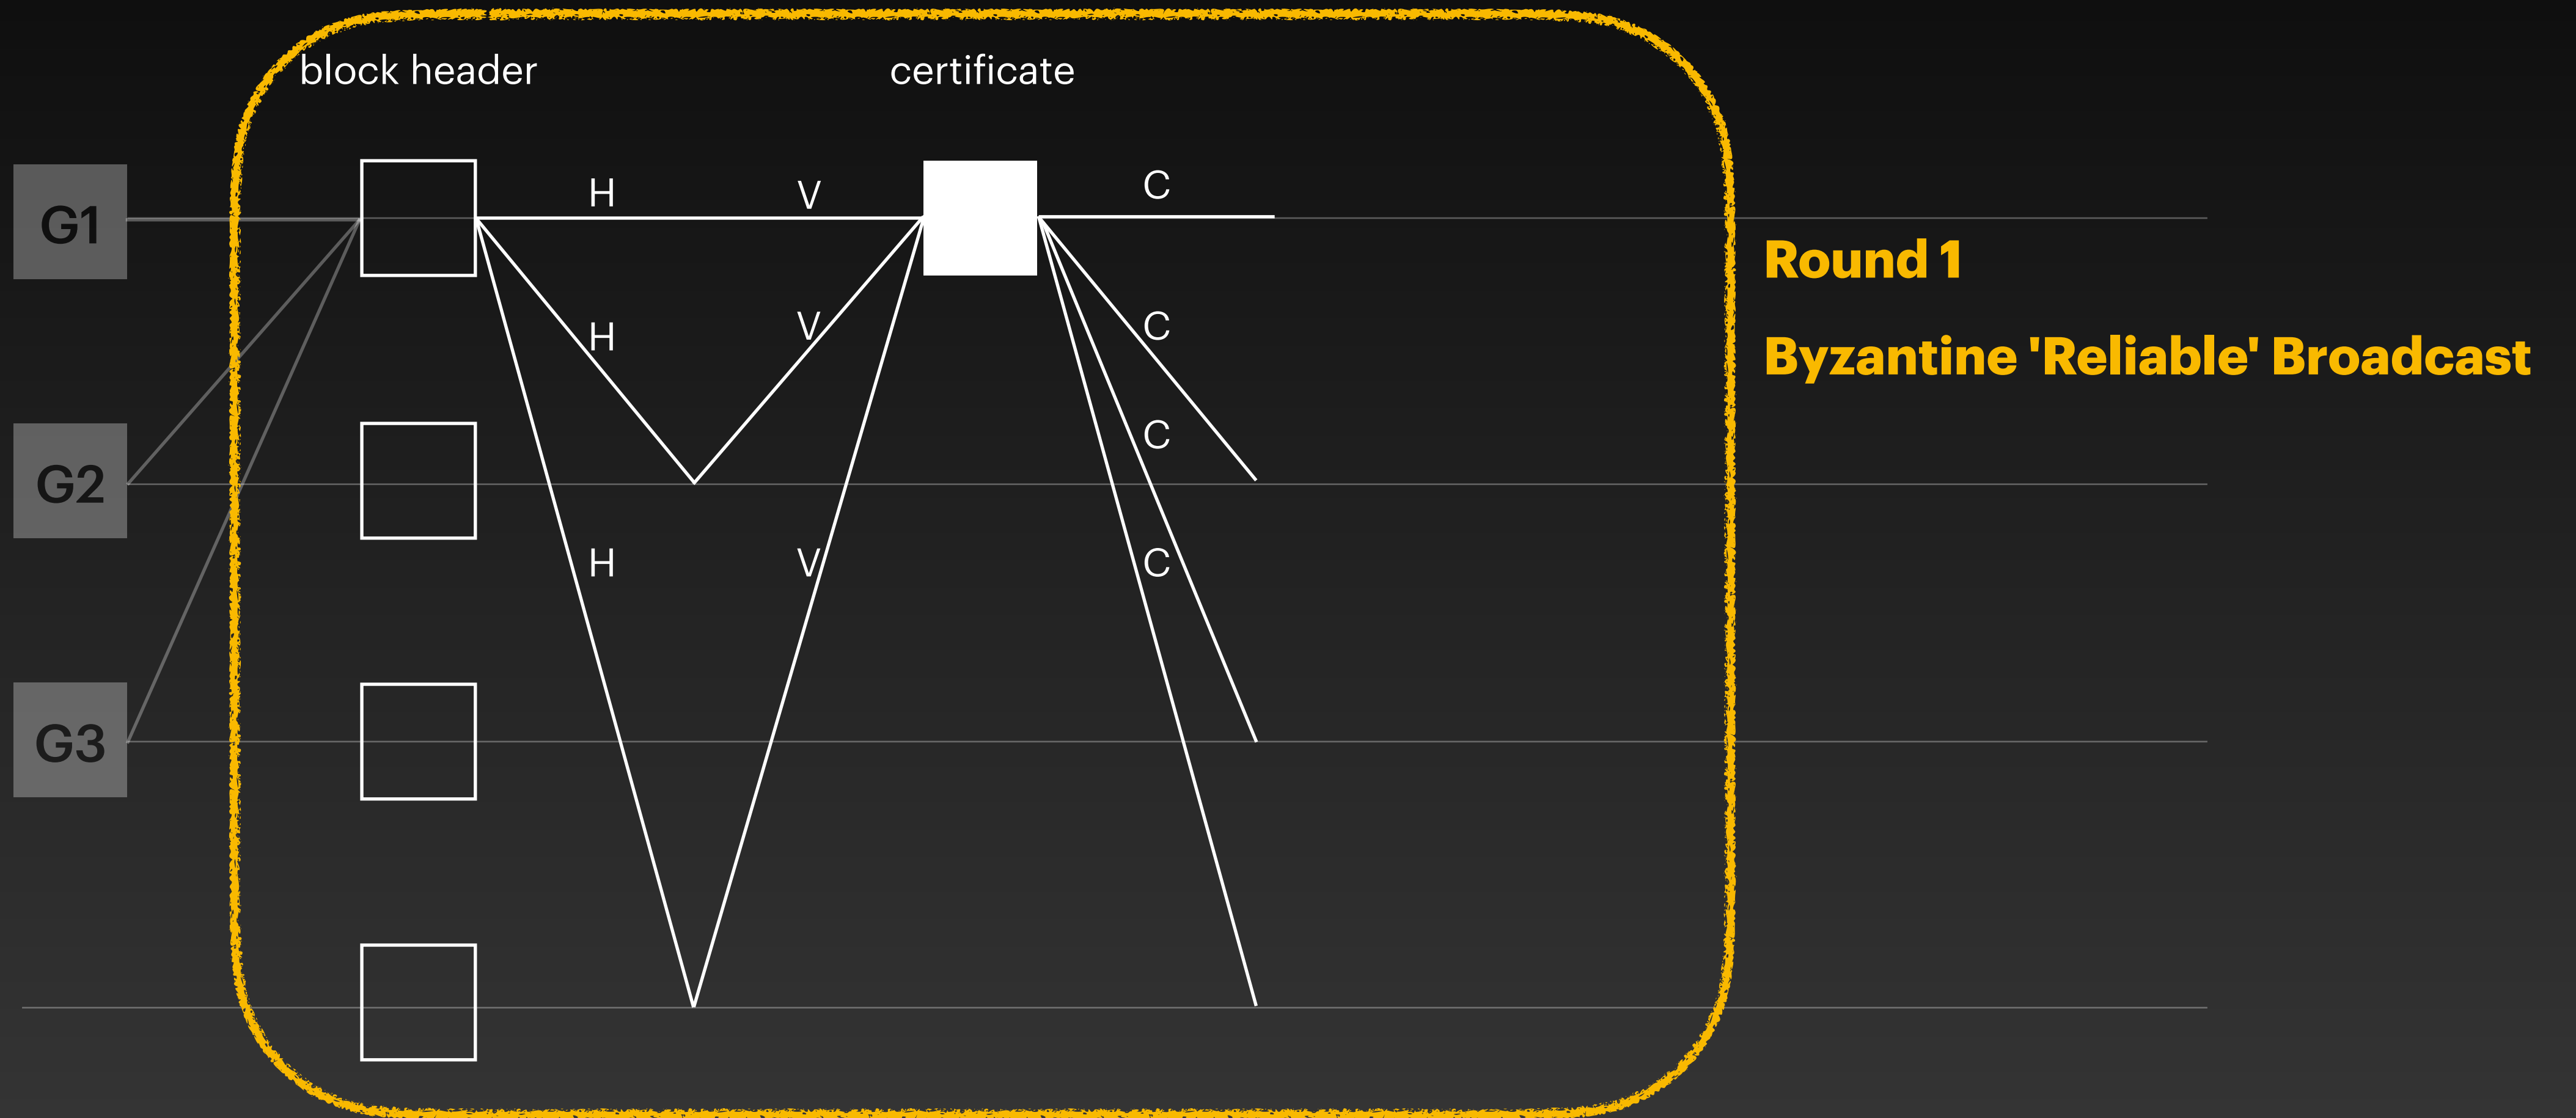 block header
certificate
G1
H
V
C
Round 1
H
V
C
Byzantine 'Reliable' Broadcast
C
G2
H
V
C
G3